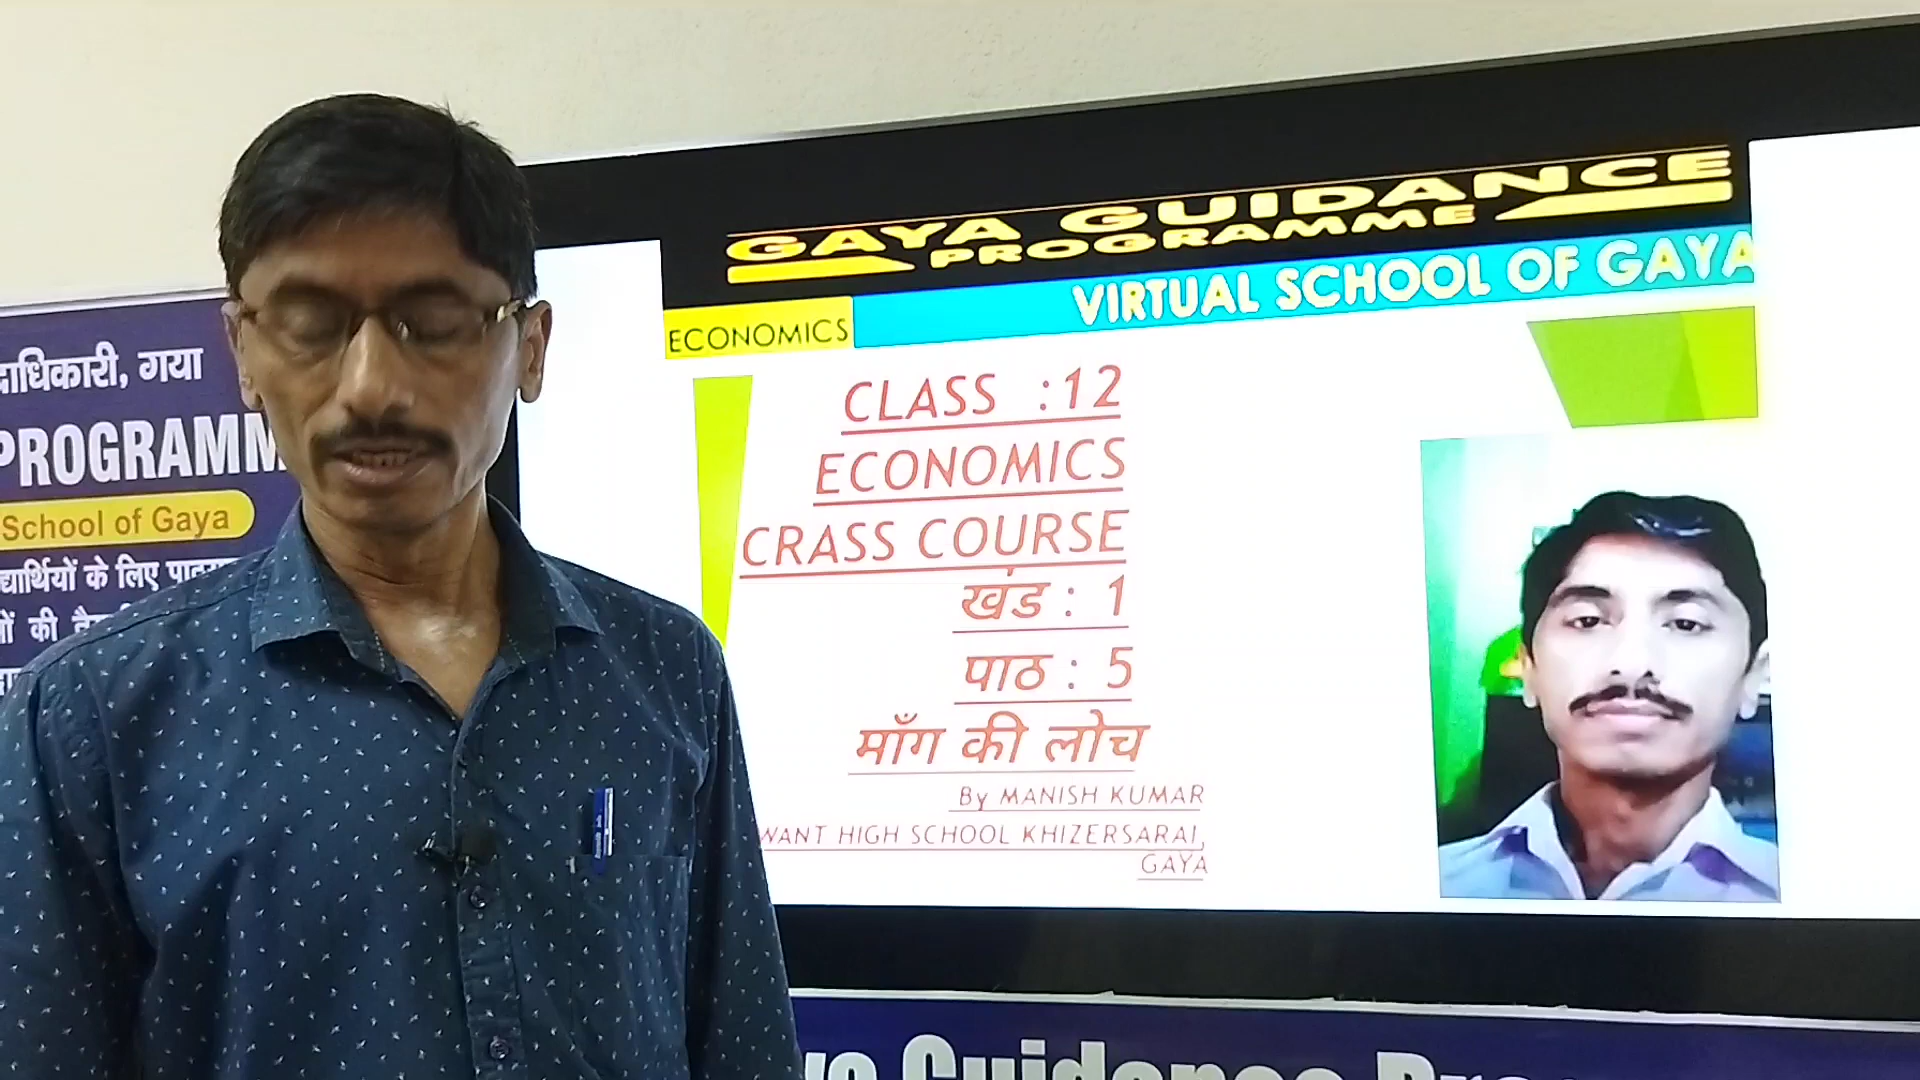 दाधिकारी, गया
PROGRAMM
School of Gaya
द्यार्थियों के लिए
की
GAYA GUIDANCE
PROGRAMME
VIRTUAL SCHOOL OF GAYA
ECONOMICS
CLASS :12
ECONOMICS
CRASS COURSE
खंड : 1
पाठ : 5
माँग की लोच
By MANISH KUMAR
WANT HIGH SCHOOL KHIZERSARAI,
GAYA
Guidance